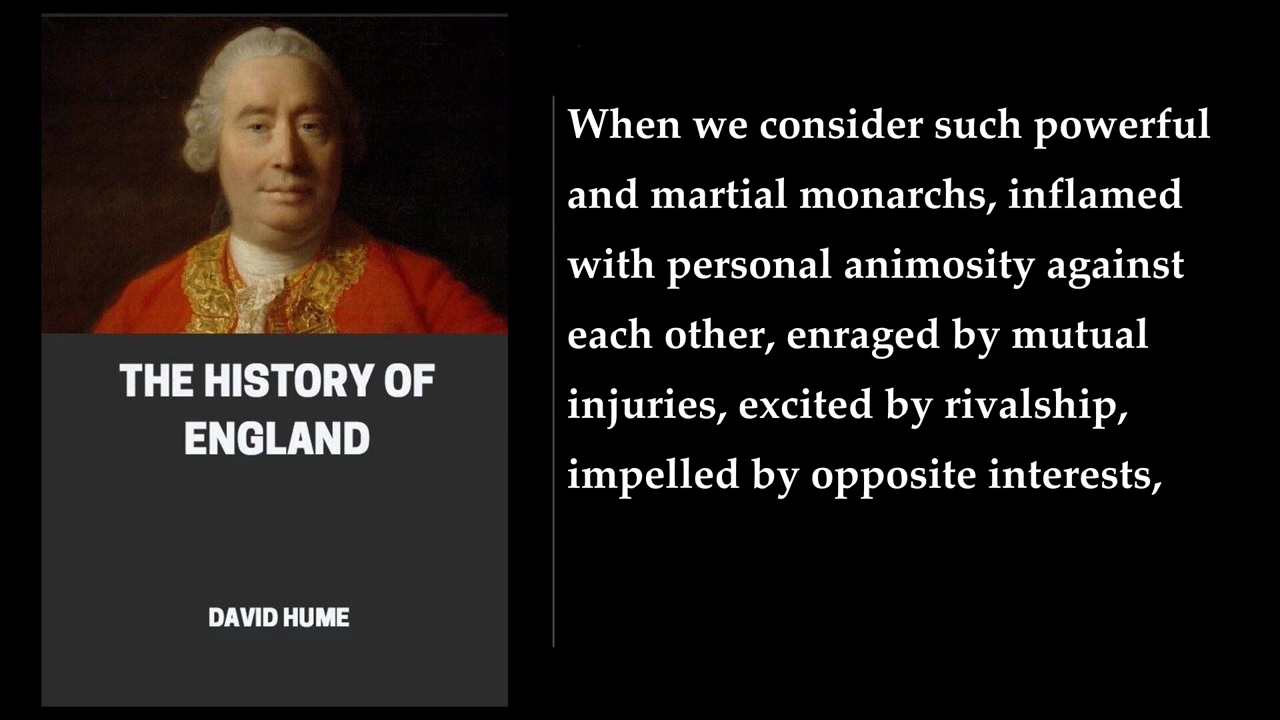 THE HISTORY OF
ENGLAND
DAVID HUME
When we consider such powerful
and martial monarchs, inflamed
with personal animosity against
each other, enraged by mutual
injuries, excited by rivalship,
impelled by opposite interests,